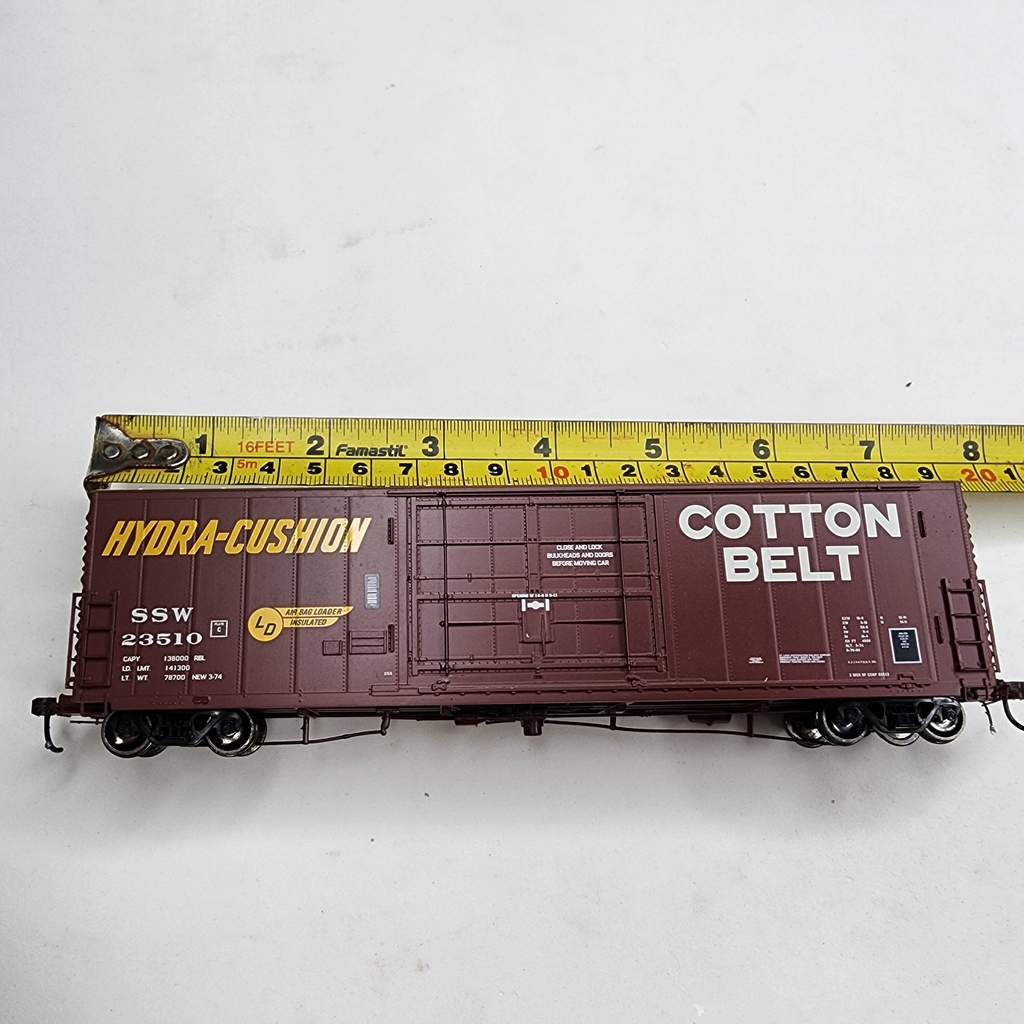 1 16FEET 2 Famastil 3 4 5 6 7 8
3 5m 4 5 6 7 8 9 10 1 2 3 4 5 6 7 8 9 20 1
HYDRA-CUSHION
COTTON
BELT
CLOSE AND LOCK
BULKHEADS AND DOORS
BEFORE MOVING CAR
SSW
23510
PLATE
C
LD
AIR BAG LOADER
INSULATED
CAPY 138000 RBL
LD. LMT. 141300
LT. WT. 78700 NEW 3-74